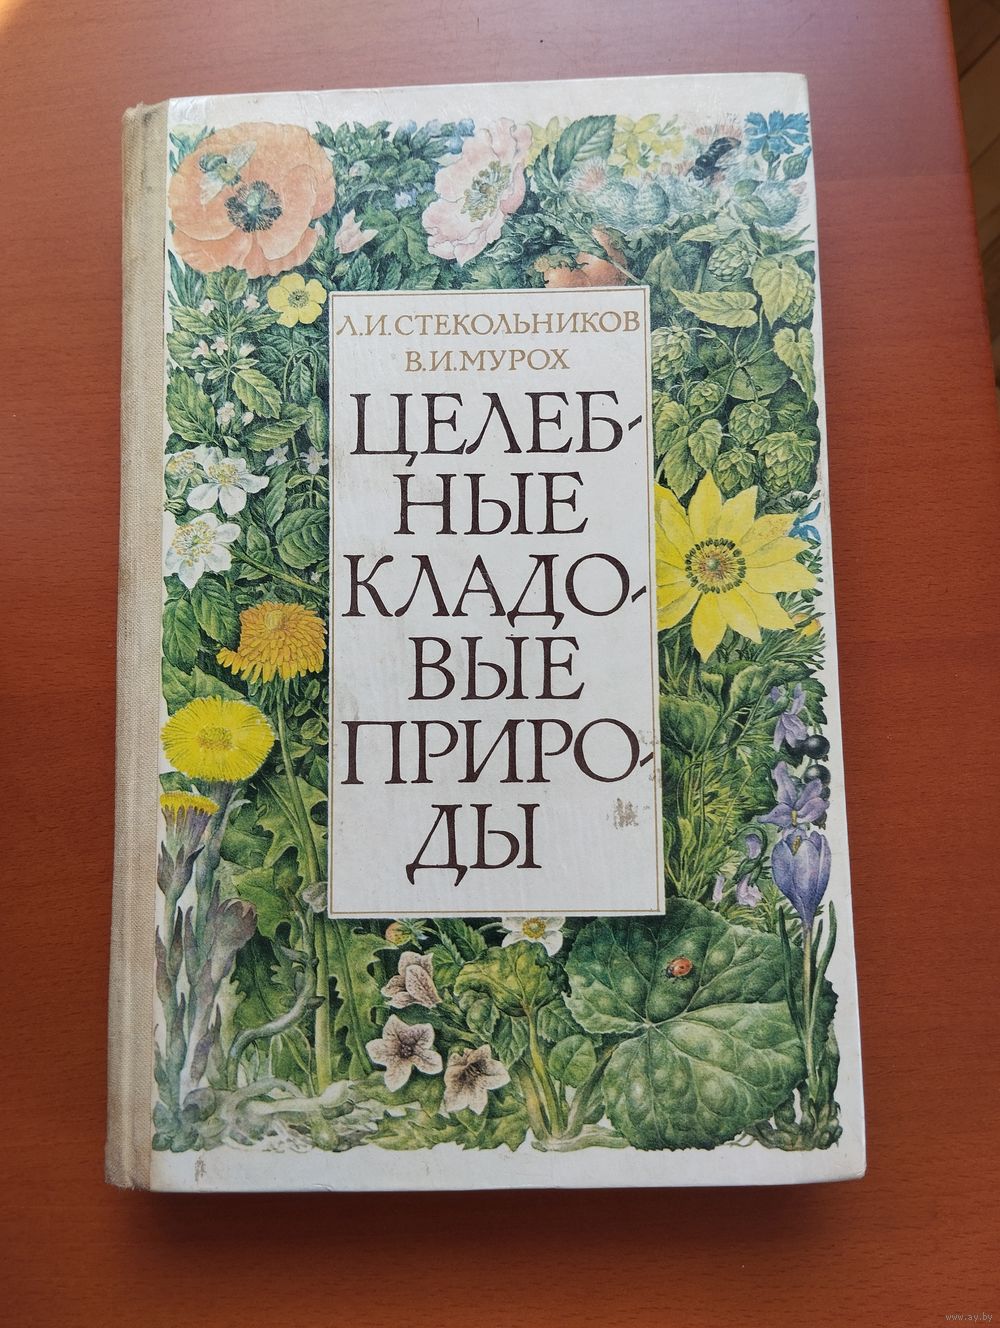 Л.И.СТЕКОЛЬНИКОВ
В.И.МУРОХ
ЦЕЛЕБ-
НЫЕ
КЛАДО-
ВЫЕ
ПРИРО-
ДЫ
www.ay.by